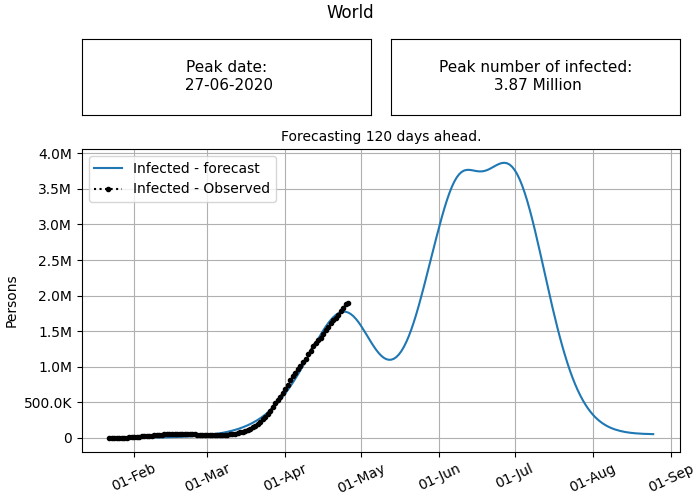 World
Peak date:
27-06-2020
Peak number of infected:
3.87 Million
Forecasting 120 days ahead.
Infected - forecast
Infected - Observed
Persons
4.0M
3.5M
3.0M
2.5M
2.0M
1.5M
1.0M
500.0K
0
01-Feb
01-Mar
01-Apr
01-May
01-Jun
01-Jul
01-Aug
01-Sep